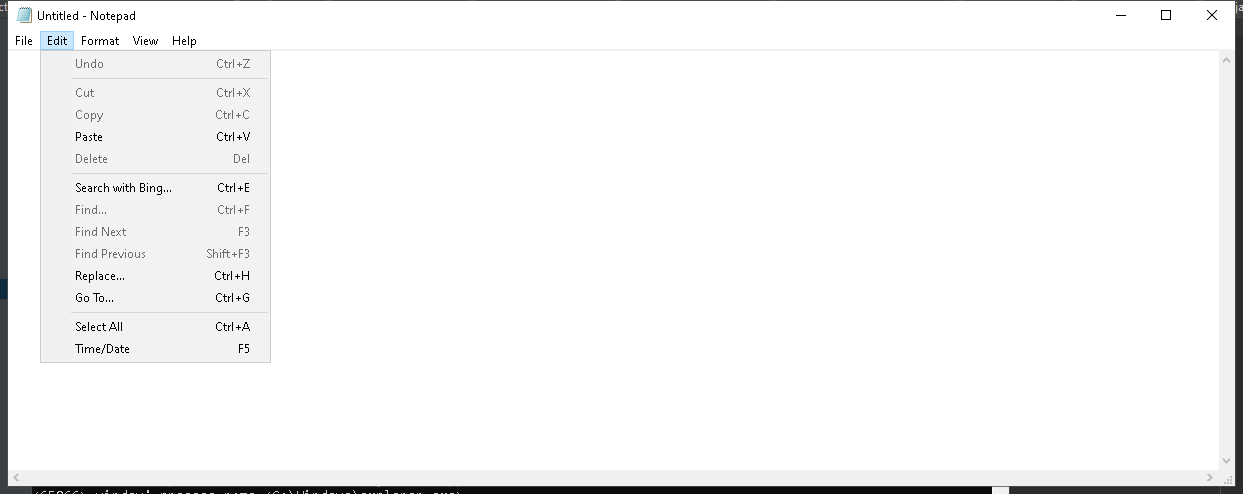 Untitled - Notepad
File Edit Format View Help
Undo Ctrl+Z
Cut Ctrl+X
Copy Ctrl+C
Paste Ctrl+V
Delete Del
Search with Bing... Ctrl+E
Find... Ctrl+F
Find Next F3
Find Previous Shift+F3
Replace... Ctrl+H
Go To... Ctrl+G
Select All Ctrl+A
Time/Date F5